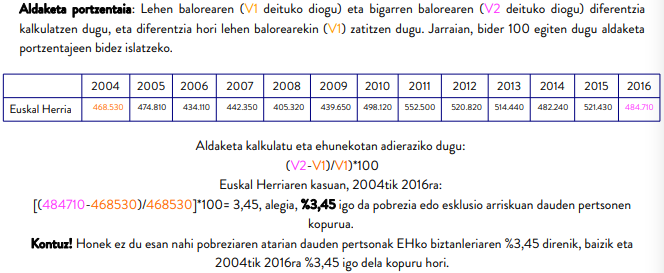 Aldaketa portzentaia: Lehen balorearen (V1 deituko diogu) eta bigarren balorearen (V2 deituko diogu) diferentzia
kalkulatzen dugu, eta diferentzia hori lehen balorearekin (V1) zatitzen dugu. Jarraian, bider 100 egiten dugu aldaketa
portzentajeen bidez islatzeko.
2004 2005 2006 2007 2008 2009 2010 2011 2012 2013 2014 2015 2016
Euskal Herria 468.530 474.810 434.110 442.350 405.320 439.650 498.120 552.500 520.820 514.440 482.240 521.430 484.710
Aldaketa kalkulatu eta ehunekotan adieraziko dugu:
(V2-V1)/V1)*100
Euskal Herriaren kasuan, 2004tik 2016ra:
[(484710-468530)/468530]*100= 3,45, alegia, %3,45 igo da pobrezia edo esklusio arriskuan dauden pertsonen
kopurua.
Kontuz! Honek ez du esan nahi pobreziaren atarian dauden pertsonak EHko biztanleriaren %3,45 direnik, baizik eta
2004tik 2016ra %3,45 igo dela kopuru hori.